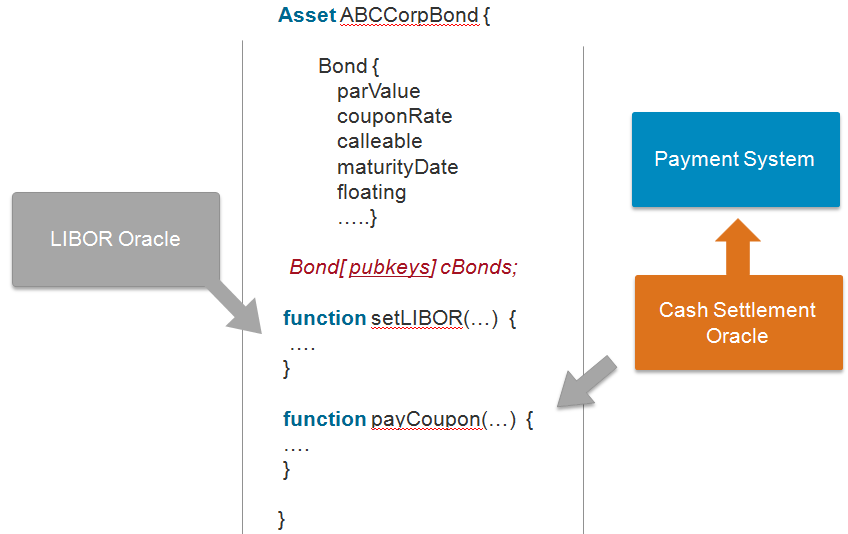 Asset ABCCorpBond {
Bond {
parValue
couponRate
calleable
maturityDate
floating
…..}
Bond[ pubkeys] cBonds;
function setLIBOR(…) {
….
}
function payCoupon(…) {
….
}
}
LIBOR Oracle
Payment System
Cash Settlement
Oracle